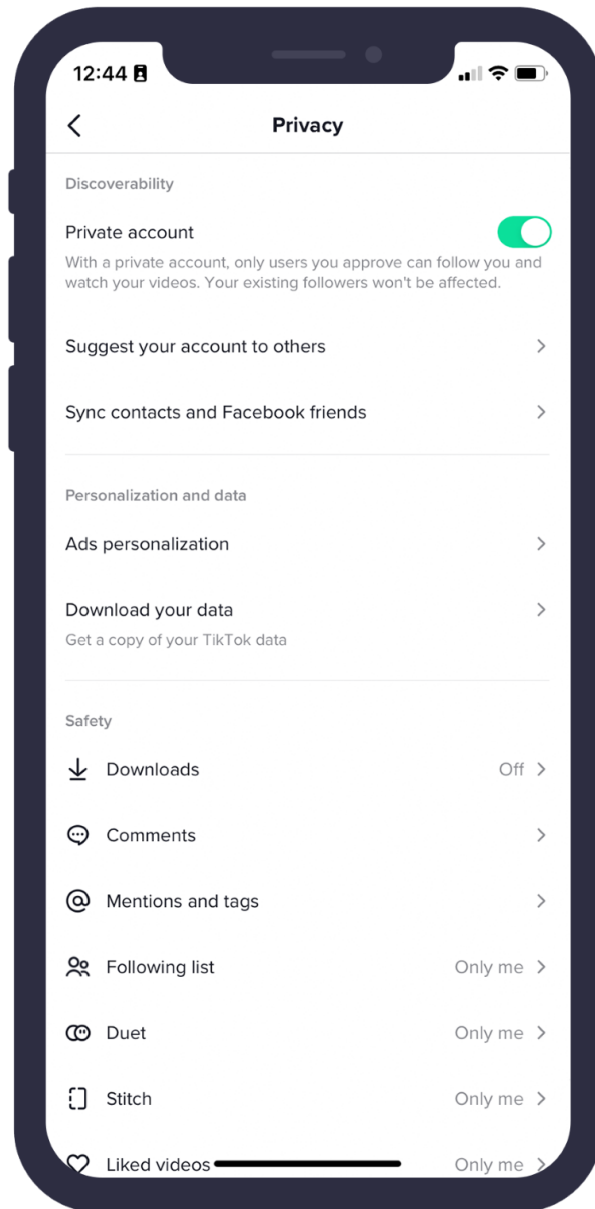 12:44
Privacy
Discoverability
Private account
With a private account, only users you approve can follow you and
watch your videos. Your existing followers won't be affected.
Suggest your account to others
Sync contacts and Facebook friends
Personalization and data
Ads personalization
Download your data
Get a copy of your TikTok data
Safety
Downloads Off
Comments
Mentions and tags
Following list Only me
Duet Only me
Stitch Only me
Liked videos Only me